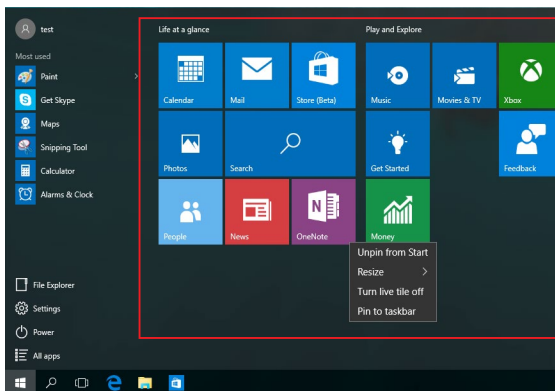 test
Most used
Paint
Get Skype
Maps
Snipping Tool
Calculator
Alarms & Clock
File Explorer
Settings
Power
All apps
Life at a glance
Calendar
Mail
Store (Beta)
Photos
Search
People
News
OneNote
Play and Explore
Music
Movies & TV
Xbox
Get Started
Feedback
Money
Unpin from Start
Resize
Turn live tile off
Pin to taskbar